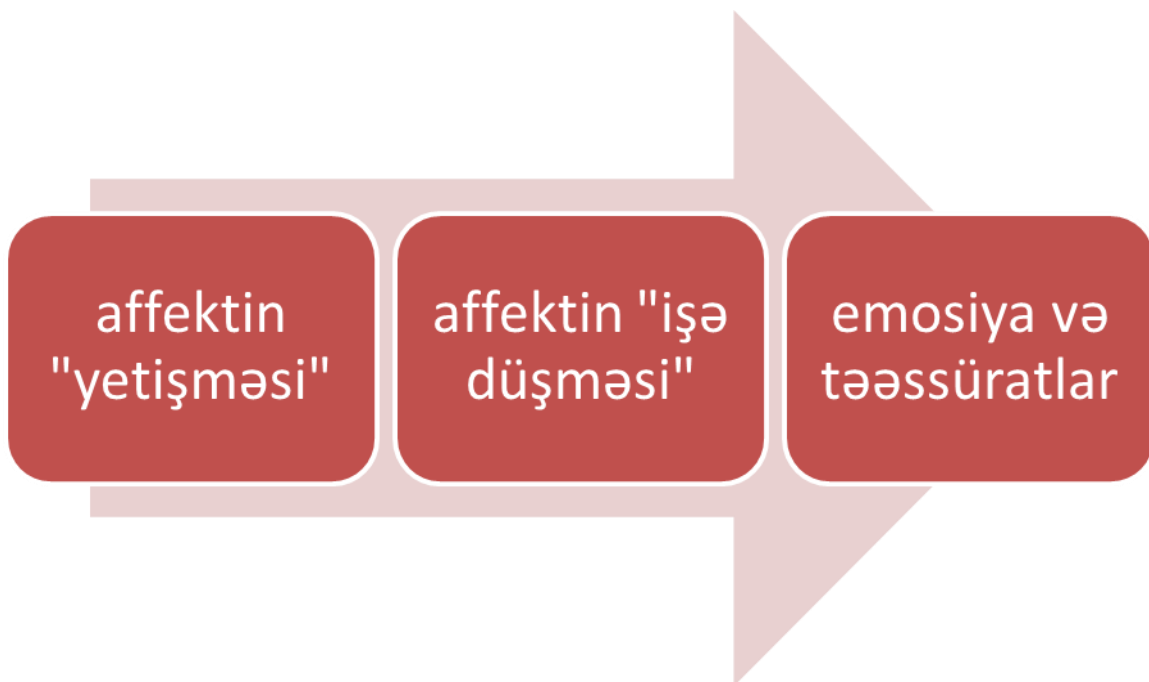 affektin
"yetişməsi"
affektin "işə
düşməsi"
emosiya və
təəssüratlar